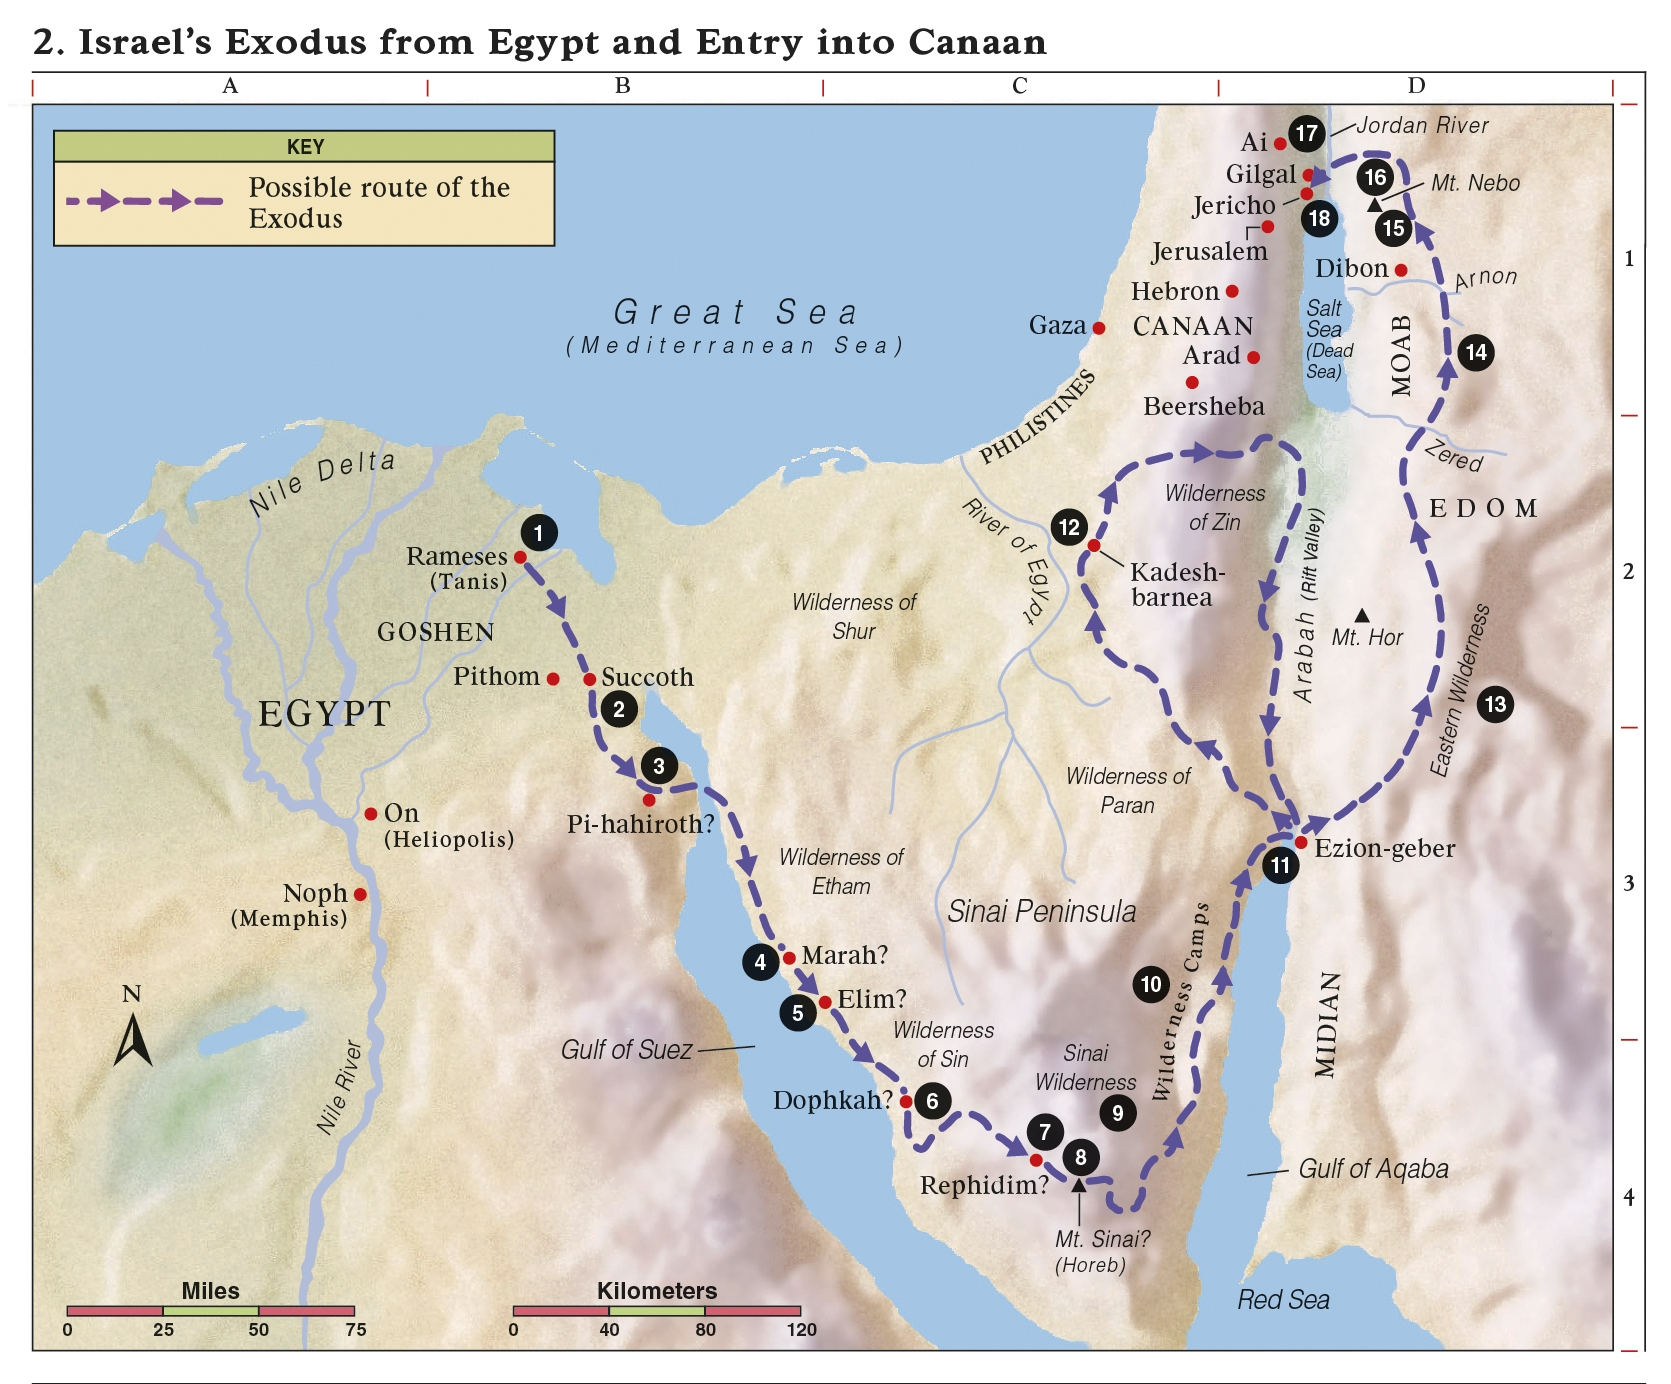 2. Israel's Exodus from Egypt and Entry into Canaan
A B C D
KEY
Possible route of the
Exodus
Jordan River
17
Ai
Gilgal
16
Mt. Nebo
Jericho
18
15
Jerusalem
1
Dibon
Arnon
Hebron
Great Sea
(Mediterranean Sea)
Gaza
CANAAN
Salt
Sea
(Dead
Sea)
MOAB
14
Arad
Beersheba
PHILISTINES
Nile Delta
Zered
Wilderness
of Zin
EDOM
1
12
River of Egypt
Rameses
(Tanis)
Kadesh-
barnea
2
Arabah (Rift Valley)
Wilderness of
Shur
GOSHEN
Mt. Hor
Eastern Wilderness
Pithom
Succoth
2
13
EGYPT
3
Wilderness of
Paran
On
(Heliopolis)
Pi-hahiroth?
Ezion-geber
11
Wilderness of
Etham
3
Noph
(Memphis)
Sinai Peninsula
4
Marah?
10
Wilderness Camps
N
5
Elim?
MIDIAN
Wilderness
of Sin
Gulf of Suez
Sinai
Wilderness
Nile River
Dophkah?
6
9
7
8
Gulf of Aqaba
Rephidim?
4
Mt. Sinai?
(Horeb)
Red Sea
Miles
0 25 50 75
Kilometers
0 40 80 120